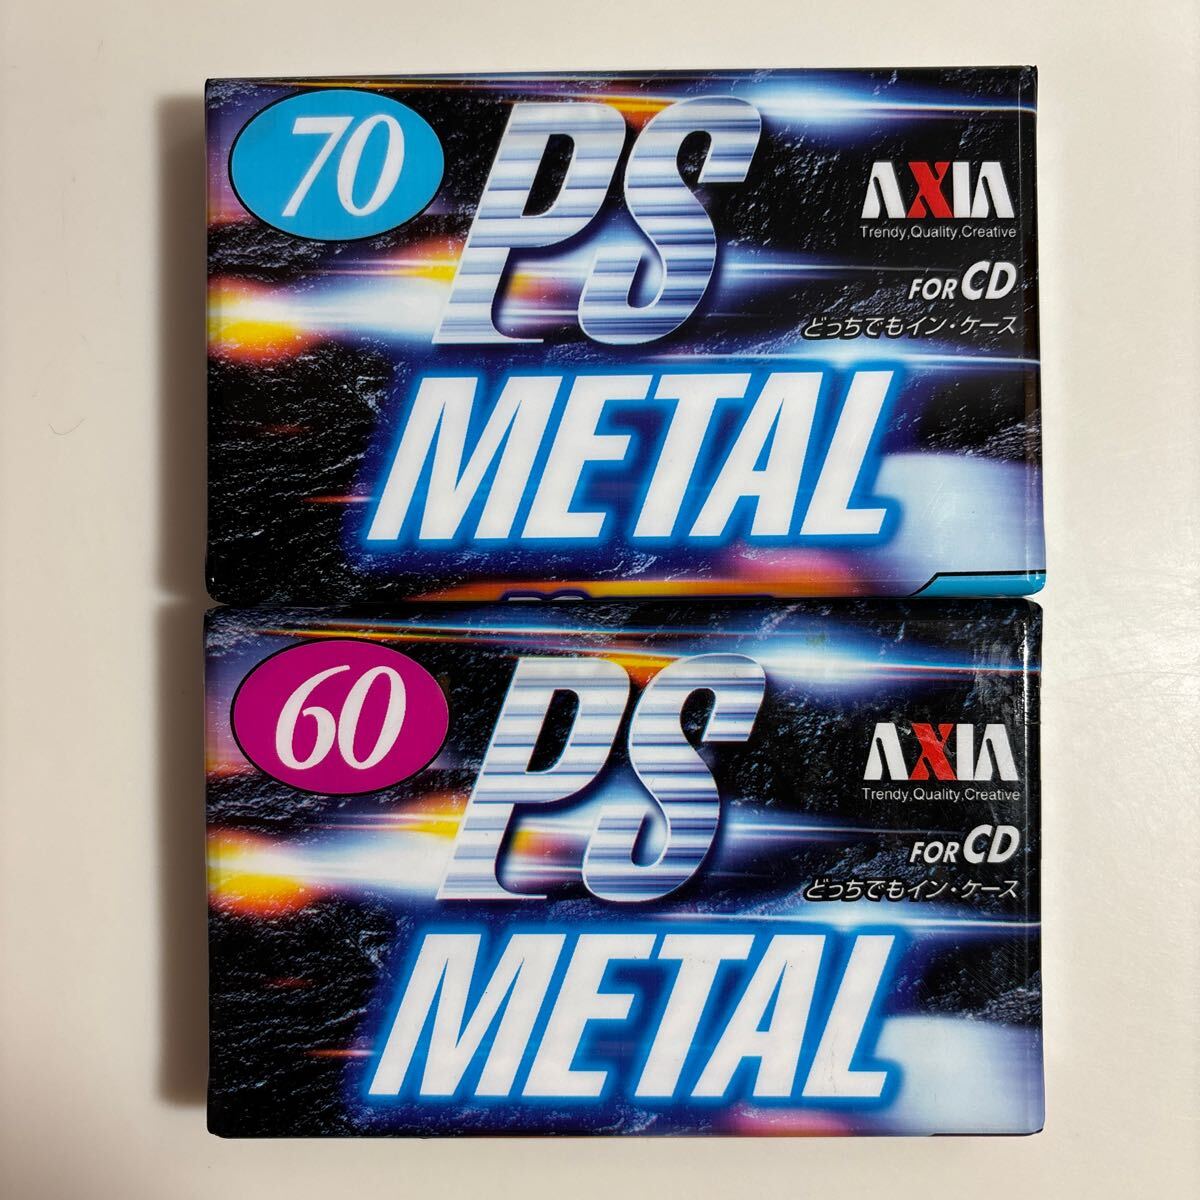 70
PS
AXIA
Trendy,Quality,Creative
FOR CD
どっちでもイン・ケース
METAL
60
PS
AXIA
Trendy,Quality,Creative
FOR CD
どっちでもイン・ケース
METAL